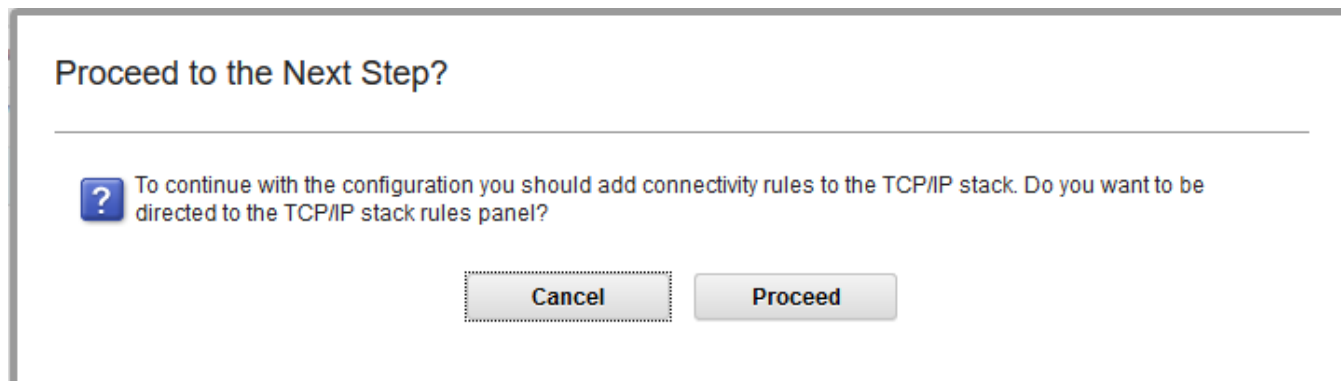 Proceed to the Next Step?
? To continue with the configuration you should add connectivity rules to the TCP/IP stack. Do you want to be
directed to the TCP/IP stack rules panel?
Cancel Proceed